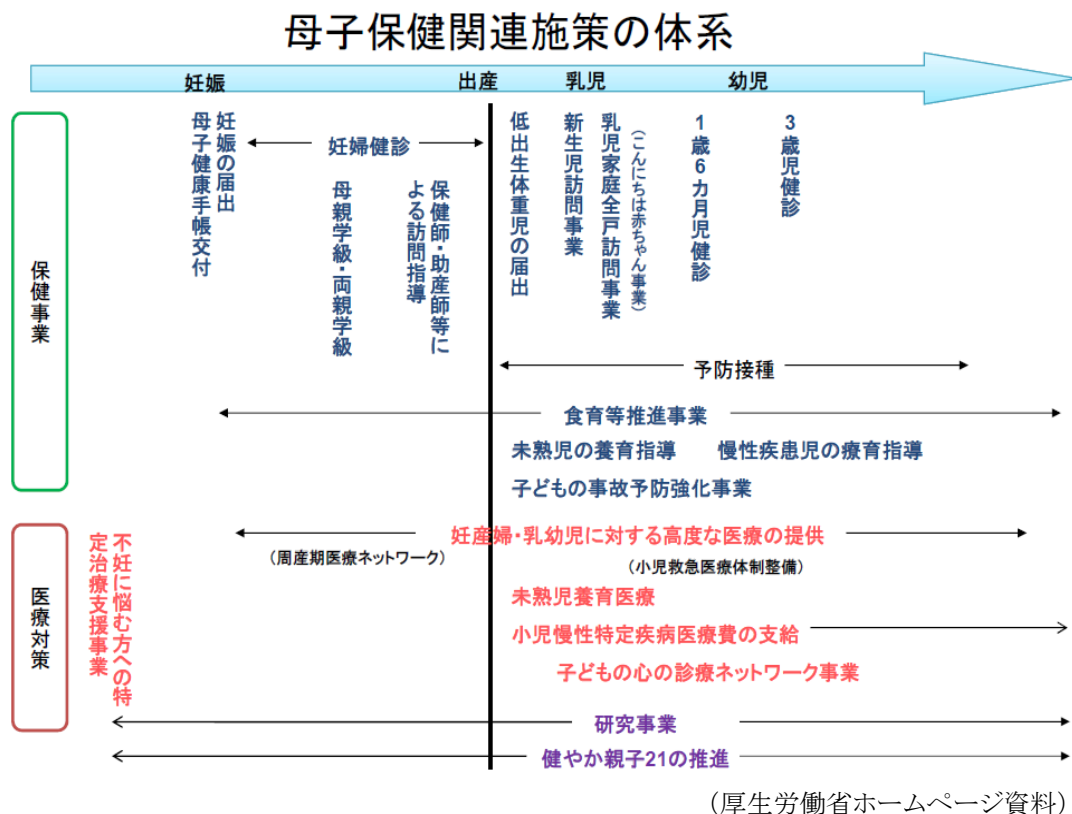 母子保健関連施策の体系
妊娠
出産
乳児
幼児
保健事業
妊娠の届出
母子健康手帳交付
妊婦健診
母親学級・両親学級
保健師・助産師等に
よる訪問指導
低出生体重児の届出
新生児訪問事業
乳児家庭全戸訪問事業
(こんにちは赤ちゃん事業)
1歳6カ月児健診
3歳児健診
予防接種
食育等推進事業
未熟児の養育指導
慢性疾患児の療育指導
子どもの事故予防強化事業
医療対策
不妊に悩む方への特
定治療支援事業
妊産婦・乳幼児に対する高度な医療の提供
(周産期医療ネットワーク)
(小児救急医療体制整備)
未熟児養育医療
小児慢性特定疾病医療費の支給
子どもの心の診療ネットワーク事業
研究事業
健やか親子21の推進
(厚生労働省ホームページ資料)